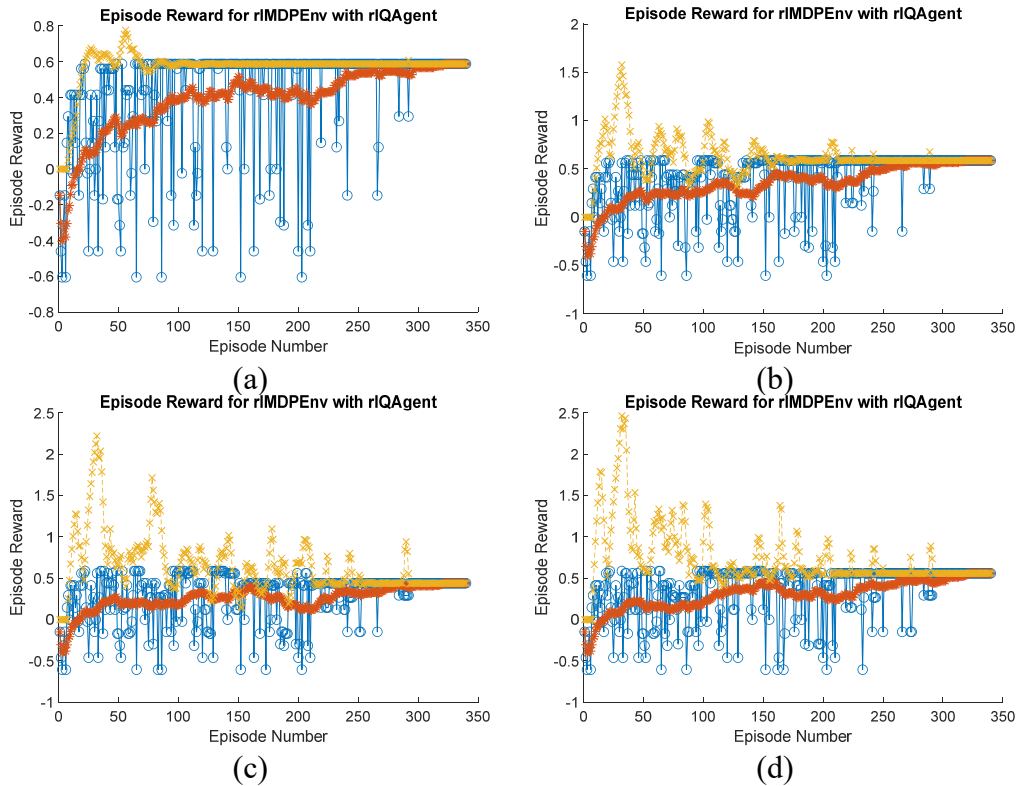 Episode Reward for rlMDPEnv with rlQAgent
0.8
0.6
0.4
0.2
0
-0.2
-0.4
-0.6
-0.8
Episode Reward
0 50 100 150 200 250 300 350
Episode Number
(a)
Episode Reward for rlMDPEnv with rlQAgent
2
1.5
1
0.5
0
-0.5
-1
Episode Reward
0 50 100 150 200 250 300 350
Episode Number
(b)
Episode Reward for rlMDPEnv with rlQAgent
2.5
2
1.5
1
0.5
0
-0.5
-1
Episode Reward
0 50 100 150 200 250 300 350
Episode Number
(c)
Episode Reward for rlMDPEnv with rlQAgent
2.5
2
1.5
1
0.5
0
-0.5
-1
Episode Reward
0 50 100 150 200 250 300 350
Episode Number
(d)